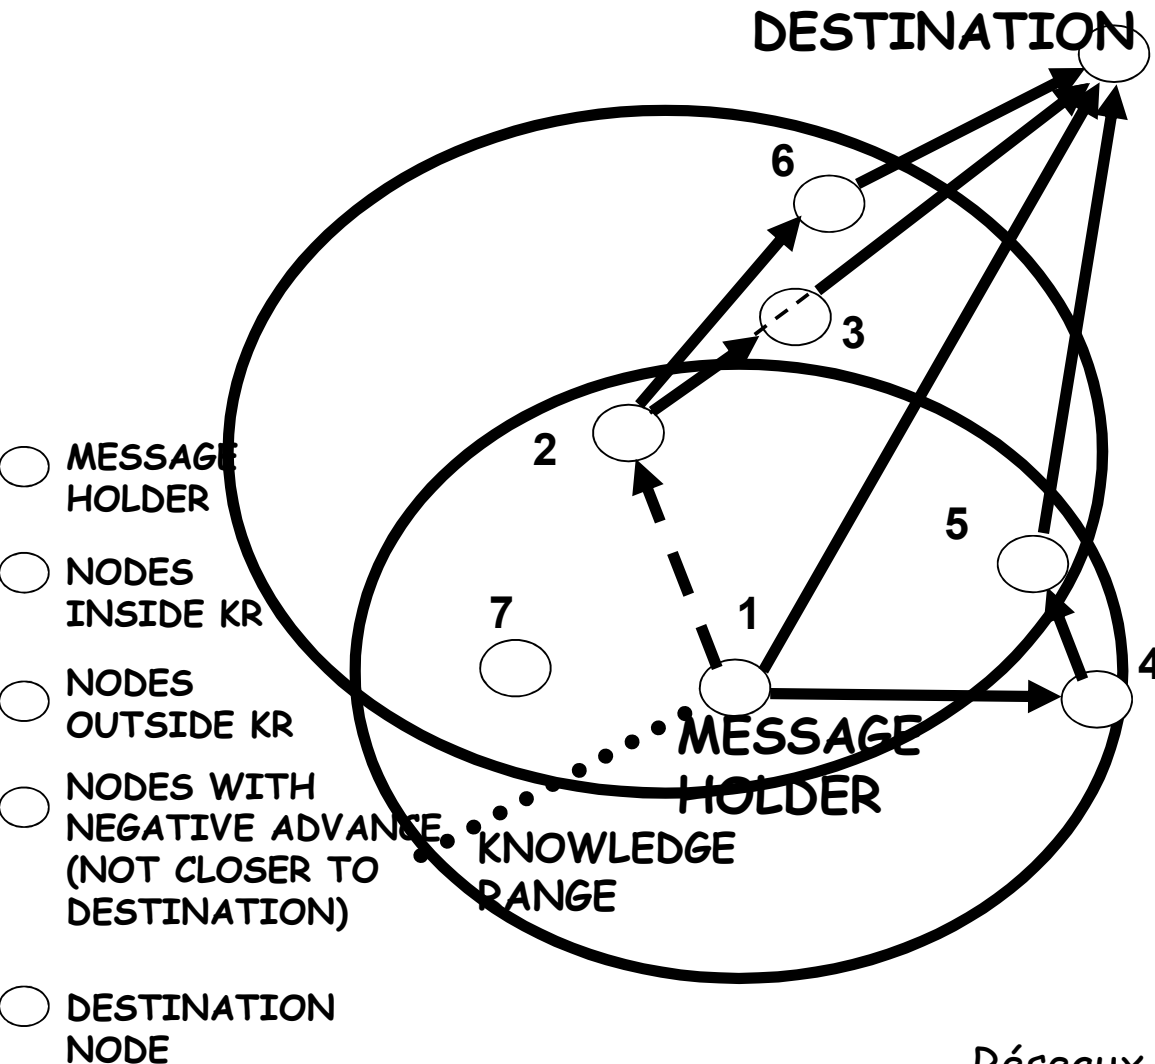 DESTINATION
6
3
2
MESSAGE
HOLDER
5
NODES
INSIDE KR
7
1
4
NODES
OUTSIDE KR
MESSAGE
HOLDER
NODES WITH
NEGATIVE ADVANCE
(NOT CLOSER TO
DESTINATION)
KNOWLEDGE
RANGE
DESTINATION
NODE
Réseaux